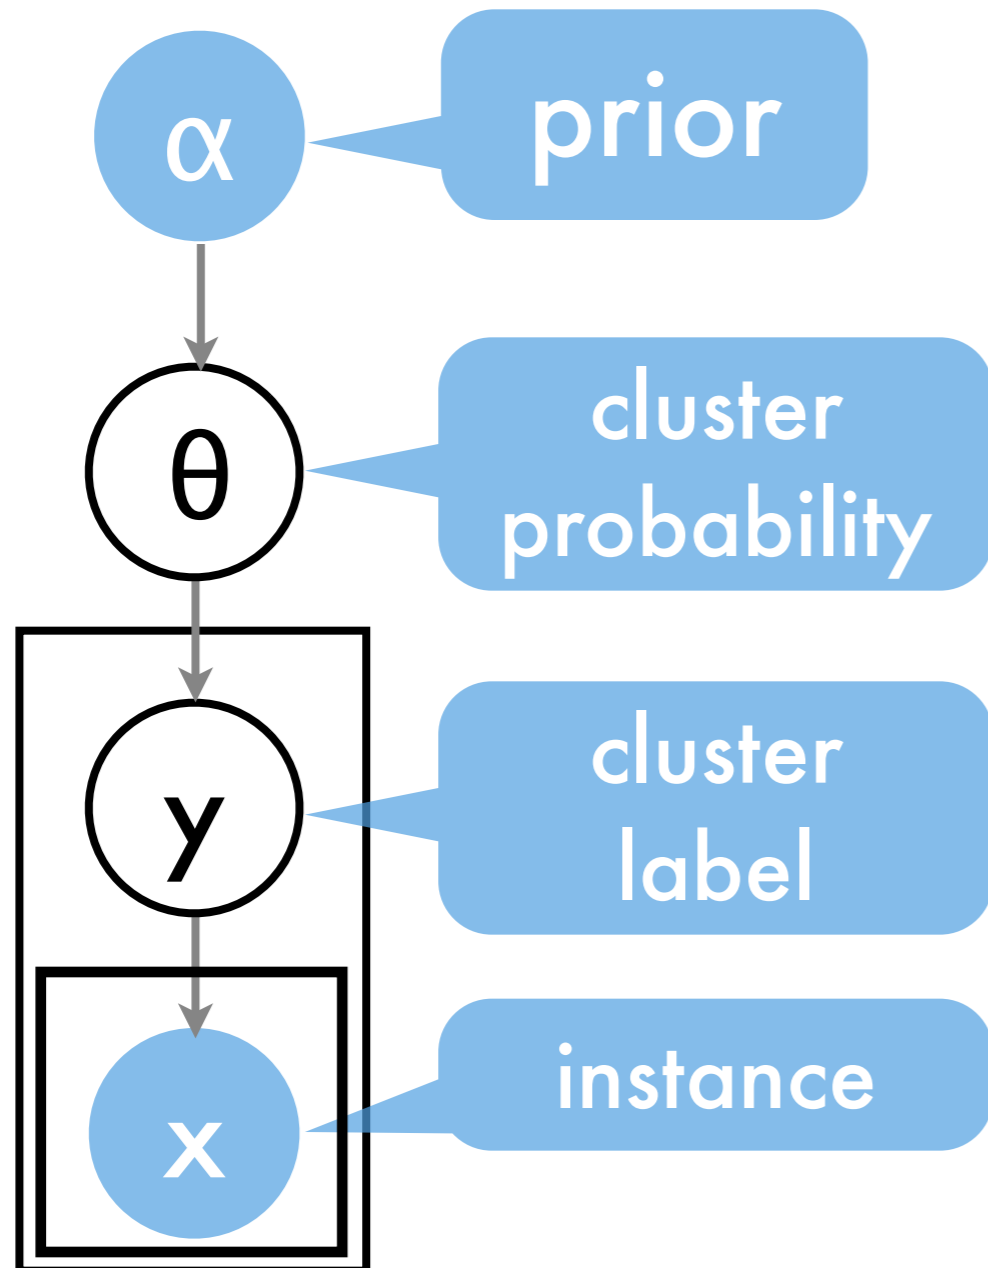 α
prior
θ
cluster
probability
y
cluster
label
x
instance